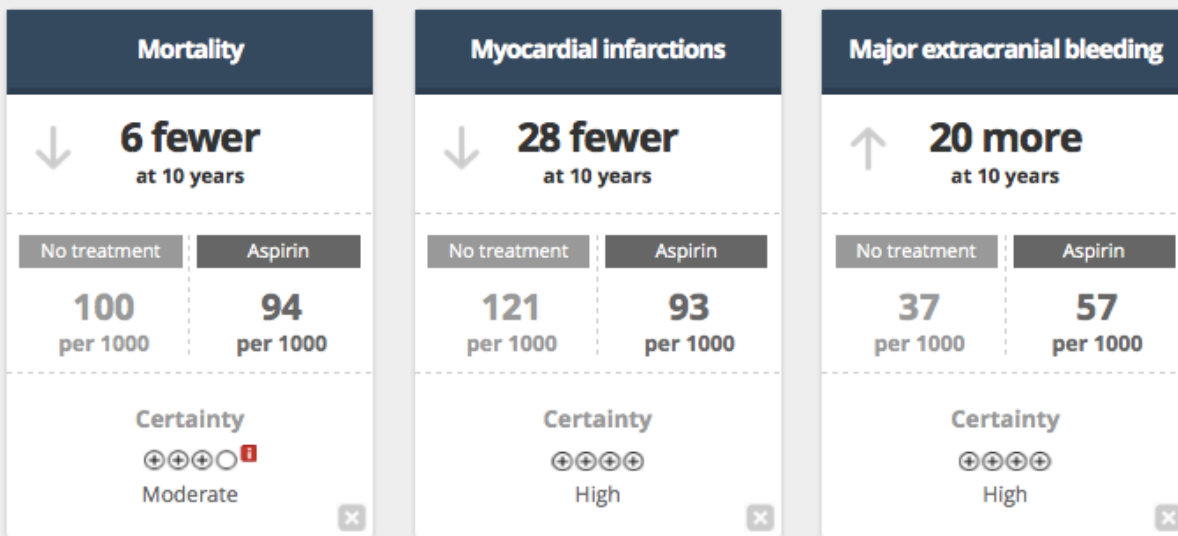 Mortality
6 fewer
at 10 years
No treatment Aspirin
100 94
per 1000 per 1000
Certainty
Moderate
Myocardial infarctions
28 fewer
at 10 years
No treatment Aspirin
121 93
per 1000 per 1000
Certainty
High
Major extracranial bleeding
20 more
at 10 years
No treatment Aspirin
37 57
per 1000 per 1000
Certainty
High